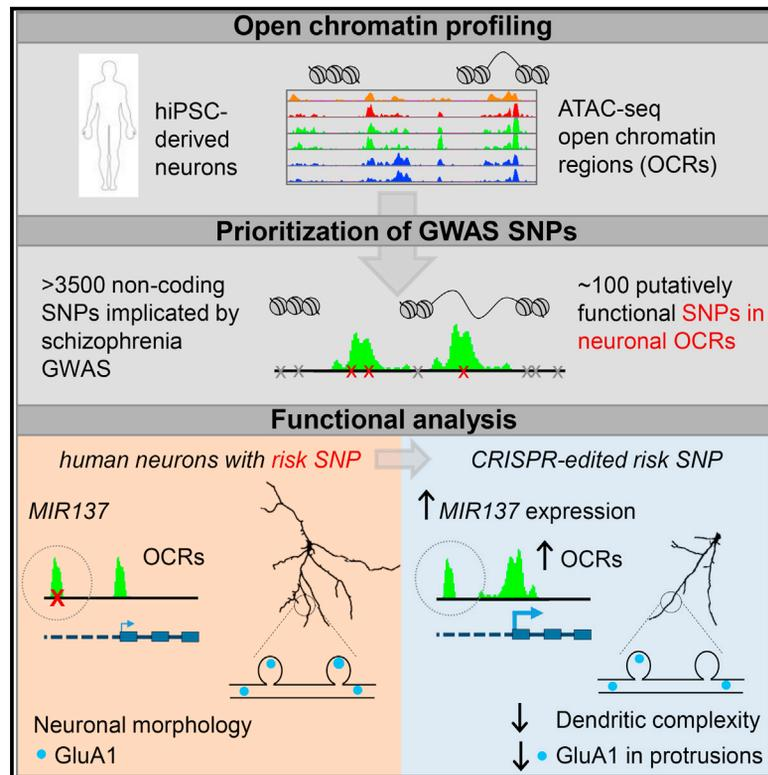 Open chromatin profiling
hiPSC-
derived
neurons
ATAC-seq
open chromatin
regions (OCRs)
Prioritization of GWAS SNPs
>3500 non-coding
SNPs implicated by
schizophrenia
GWAS
~100 putatively
functional SNPs in
neuronal OCRs
Functional analysis
human neurons with risk SNP
MIR137
OCRs
Neuronal morphology
GluA1
CRISPR-edited risk SNP
↑ MIR137 expression
↑ OCRs
↓ Dendritic complexity
↓ GluA1 in protrusions